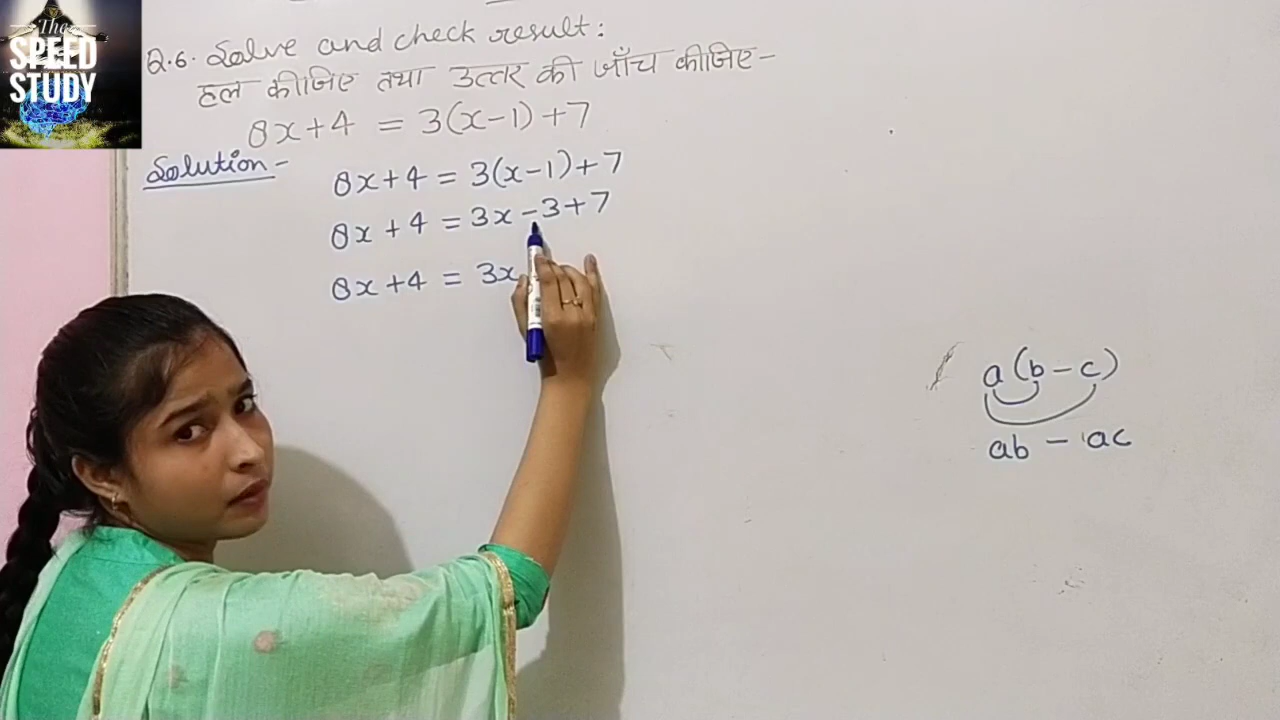 The
SPEED
STUDY
Q.6. Solve and check result:
हल कीजिए तथा उत्तर की जाँच कीजिए-
8x+4 = 3(x-1)+7
Solution-
8x+4 = 3(x-1)+7
8x+4 = 3x-3+7
8x+4 = 3x
a(b-c)
ab - ac